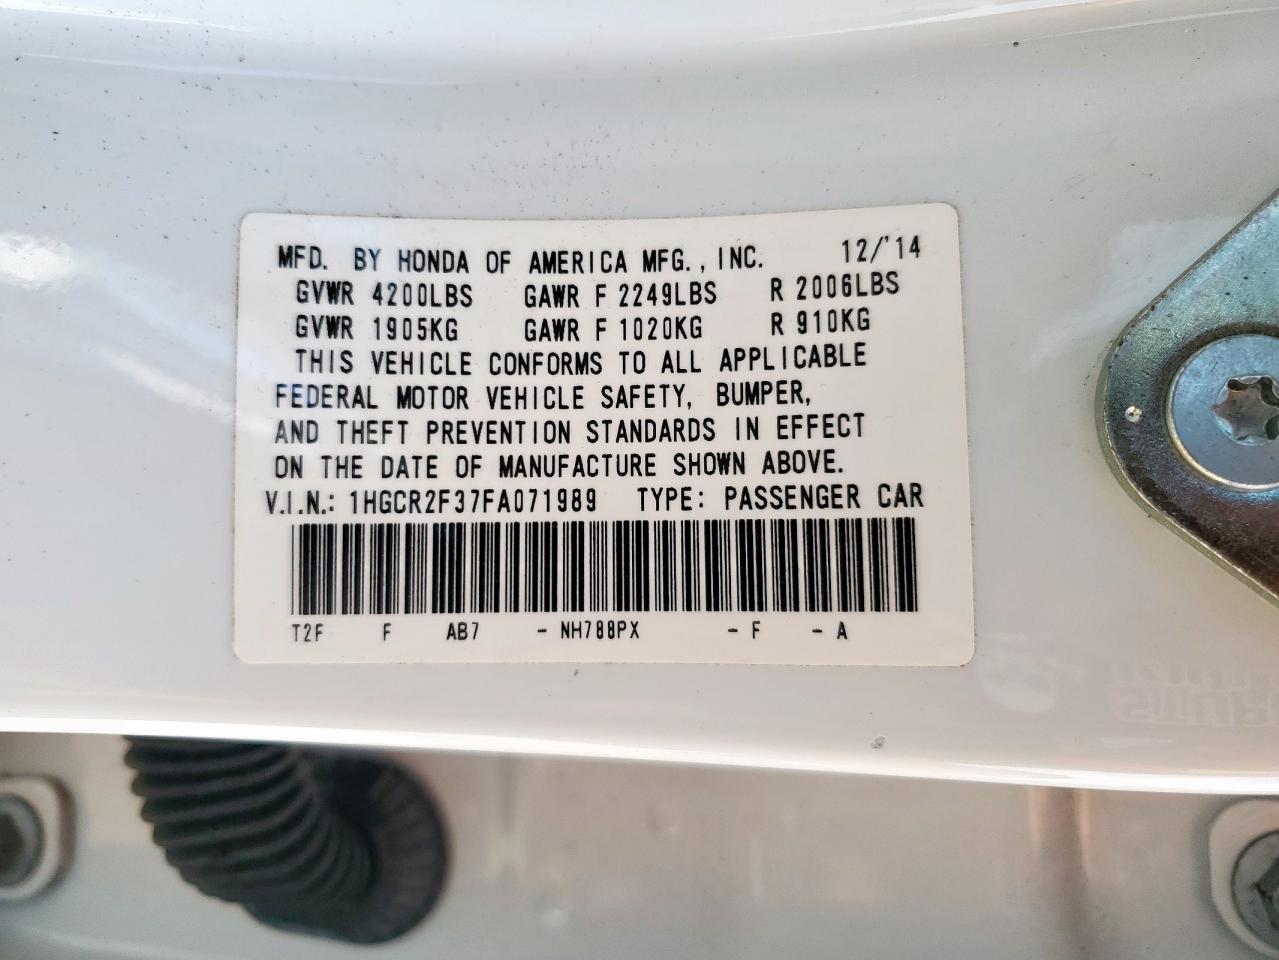 MFD. BY HONDA OF AMERICA MFG., INC. 12/'14
GVWR 4200LBS GAWR F 2249LBS R 2006LBS
GVWR 1905KG GAWR F 1020KG R 910KG
THIS VEHICLE CONFORMS TO ALL APPLICABLE
FEDERAL MOTOR VEHICLE SAFETY, BUMPER,
AND THEFT PREVENTION STANDARDS IN EFFECT
ON THE DATE OF MANUFACTURE SHOWN ABOVE.
V.I.N.: 1HGCR2F37FA071989 TYPE: PASSENGER CAR
T2F F AB7 - NH788PX - F - A